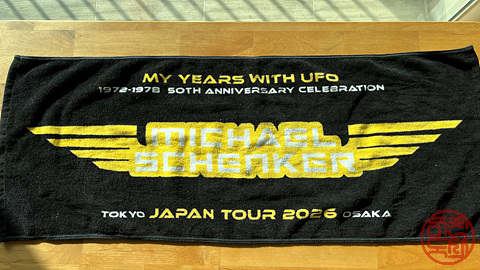 MY YEARS WITH UFO
1972-1978 50TH ANNIVERSARY CELEBRATION
MICHAEL
SCHENKER
TOKYO JAPAN TOUR 2026 OSAKA